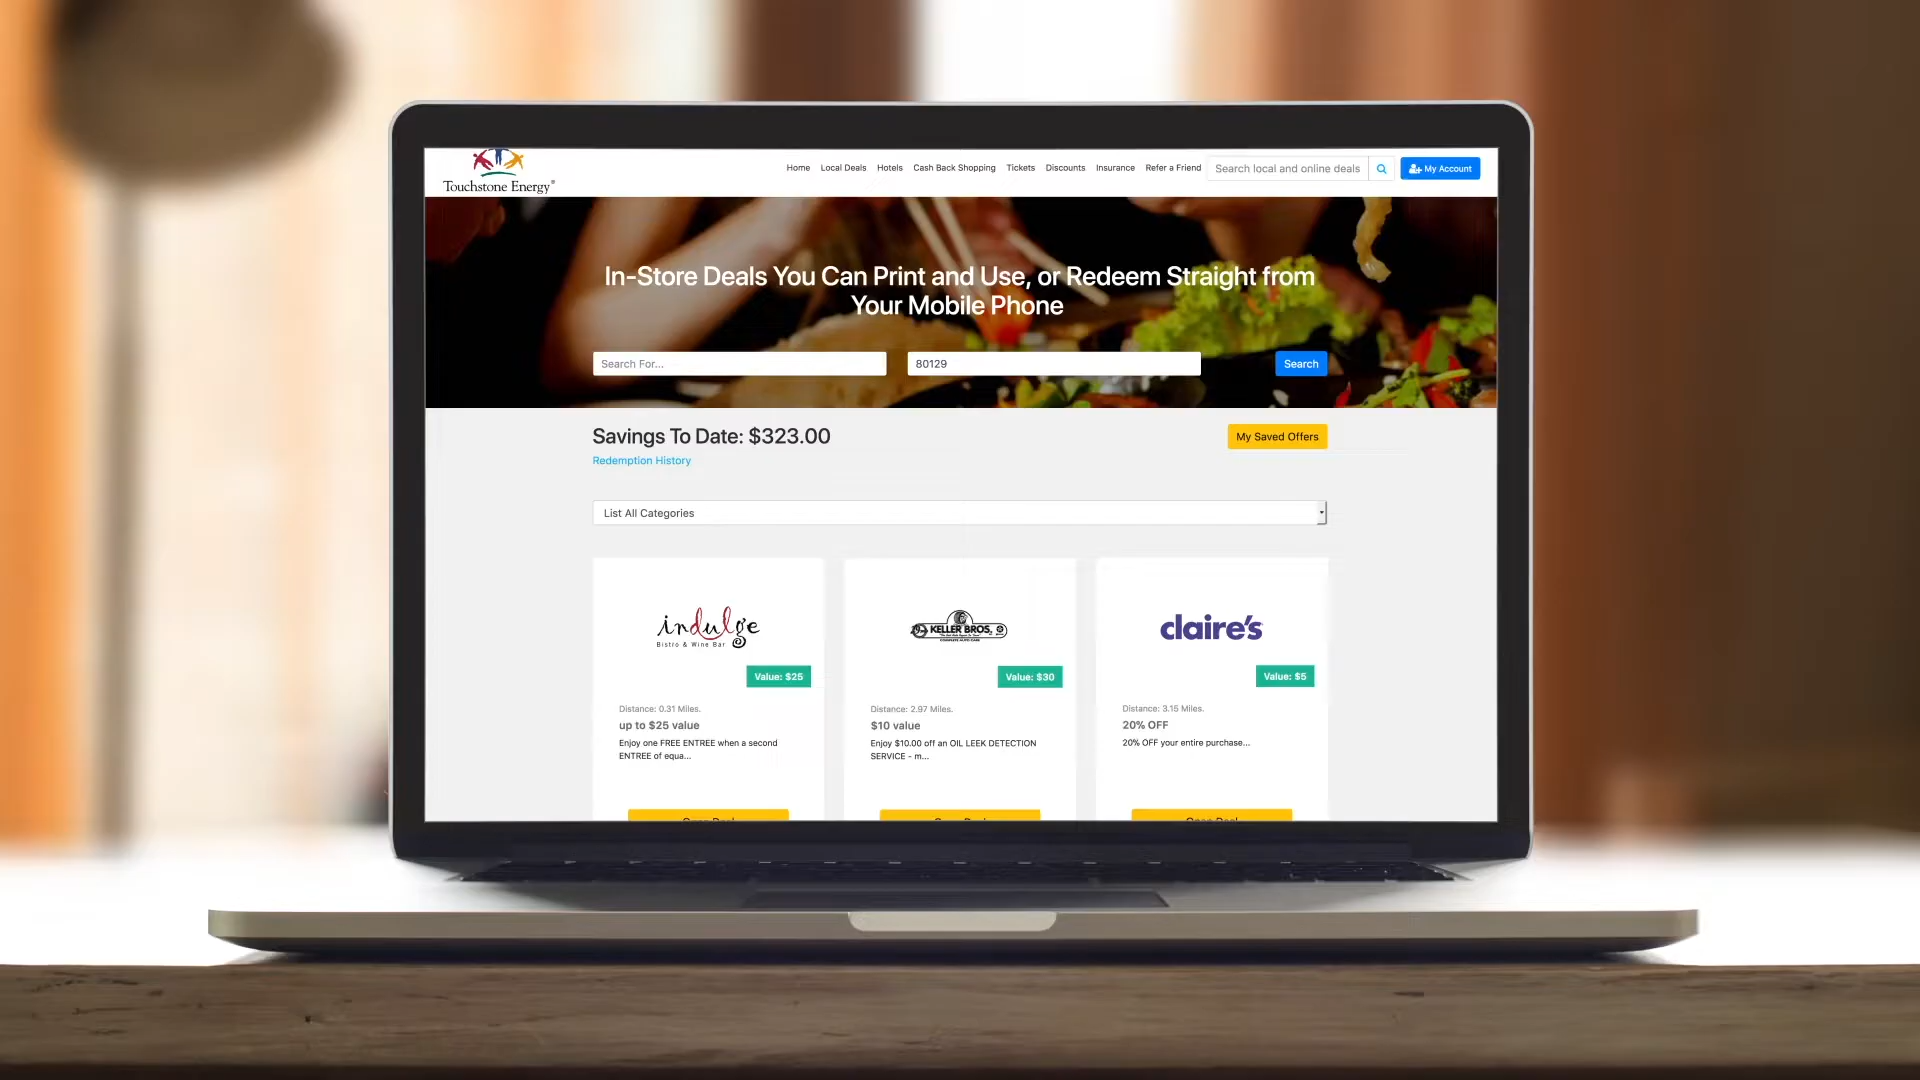 Touchstone Energy®
Home Local Deals Hotels Cash Back Shopping Tickets Discounts Insurance Refer a Friend Search local and online deals My Account
In-Store Deals You Can Print and Use, or Redeem Straight from
Your Mobile Phone
Search For... 80129 Search
Savings To Date: $323.00 My Saved Offers
Redemption History
List All Categories
indulge
Bistro & Wine Bar
KELLER BROS.
COMPLETE AUTO CARE
claire's
Value: $25
Value: $30
Value: $5
Distance: 0.31 Miles.
up to $25 value
Enjoy one FREE ENTREE when a second
ENTREE of equa...
Distance: 2.97 Miles.
$10 value
Enjoy $10.00 off an OIL LEEK DETECTION
SERVICE - m...
Distance: 3.15 Miles.
20% OFF
20% OFF your entire purchase...